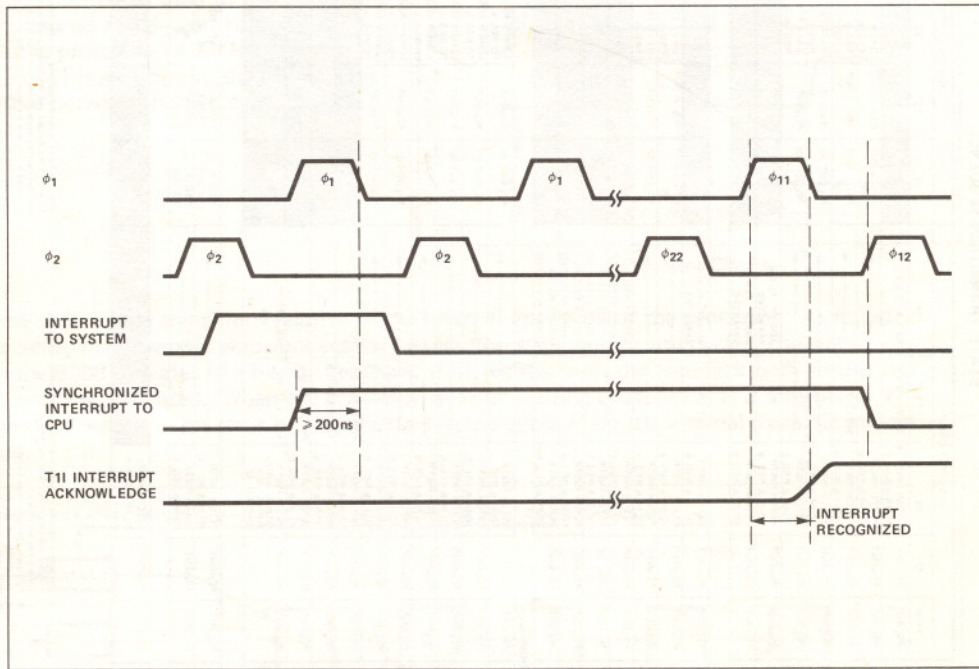 ϕ1
ϕ1
ϕ1
ϕ11
ϕ2
ϕ2
ϕ2
ϕ22
ϕ12
INTERRUPT
TO SYSTEM
SYNCHRONIZED
INTERRUPT TO
CPU
⩾200ns
T1I INTERRUPT
ACKNOWLEDGE
INTERRUPT
RECOGNIZED